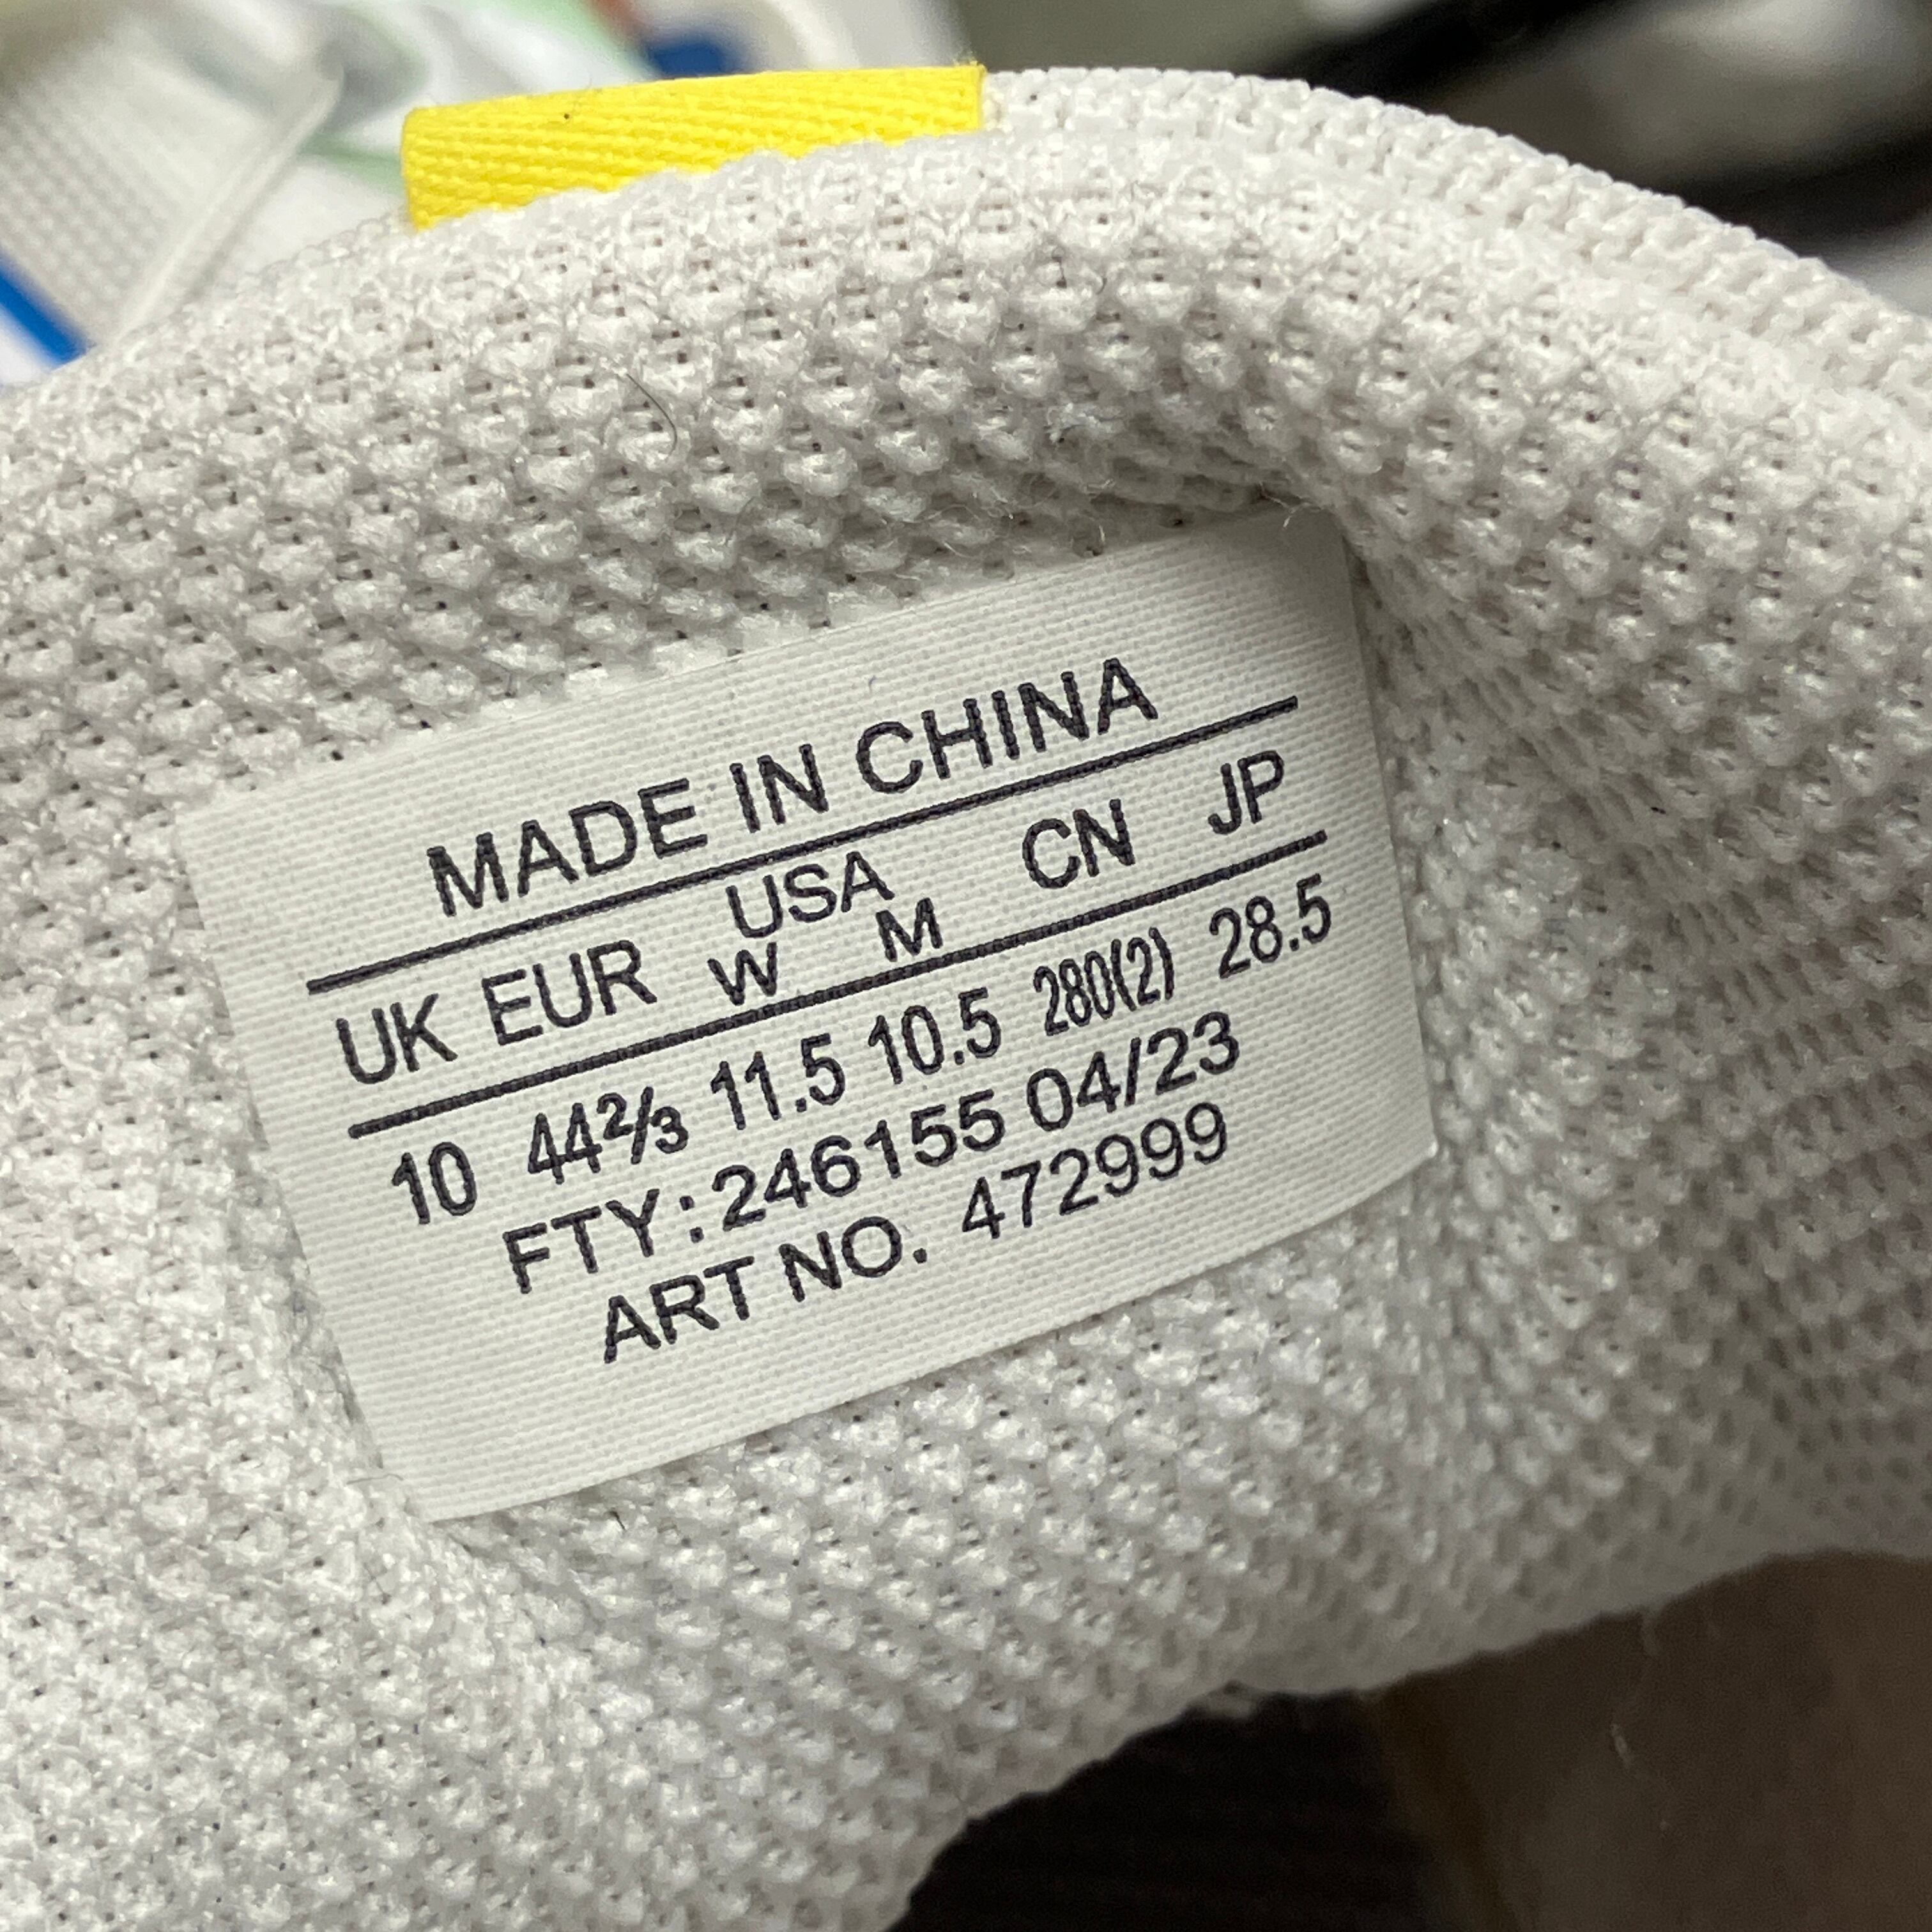 MADE IN CHINA
UK EUR USA CN JP
W M
10 44⅔ 11.5 10.5 280(2) 28.5
FTY:246155 04/23
ART NO. 472999